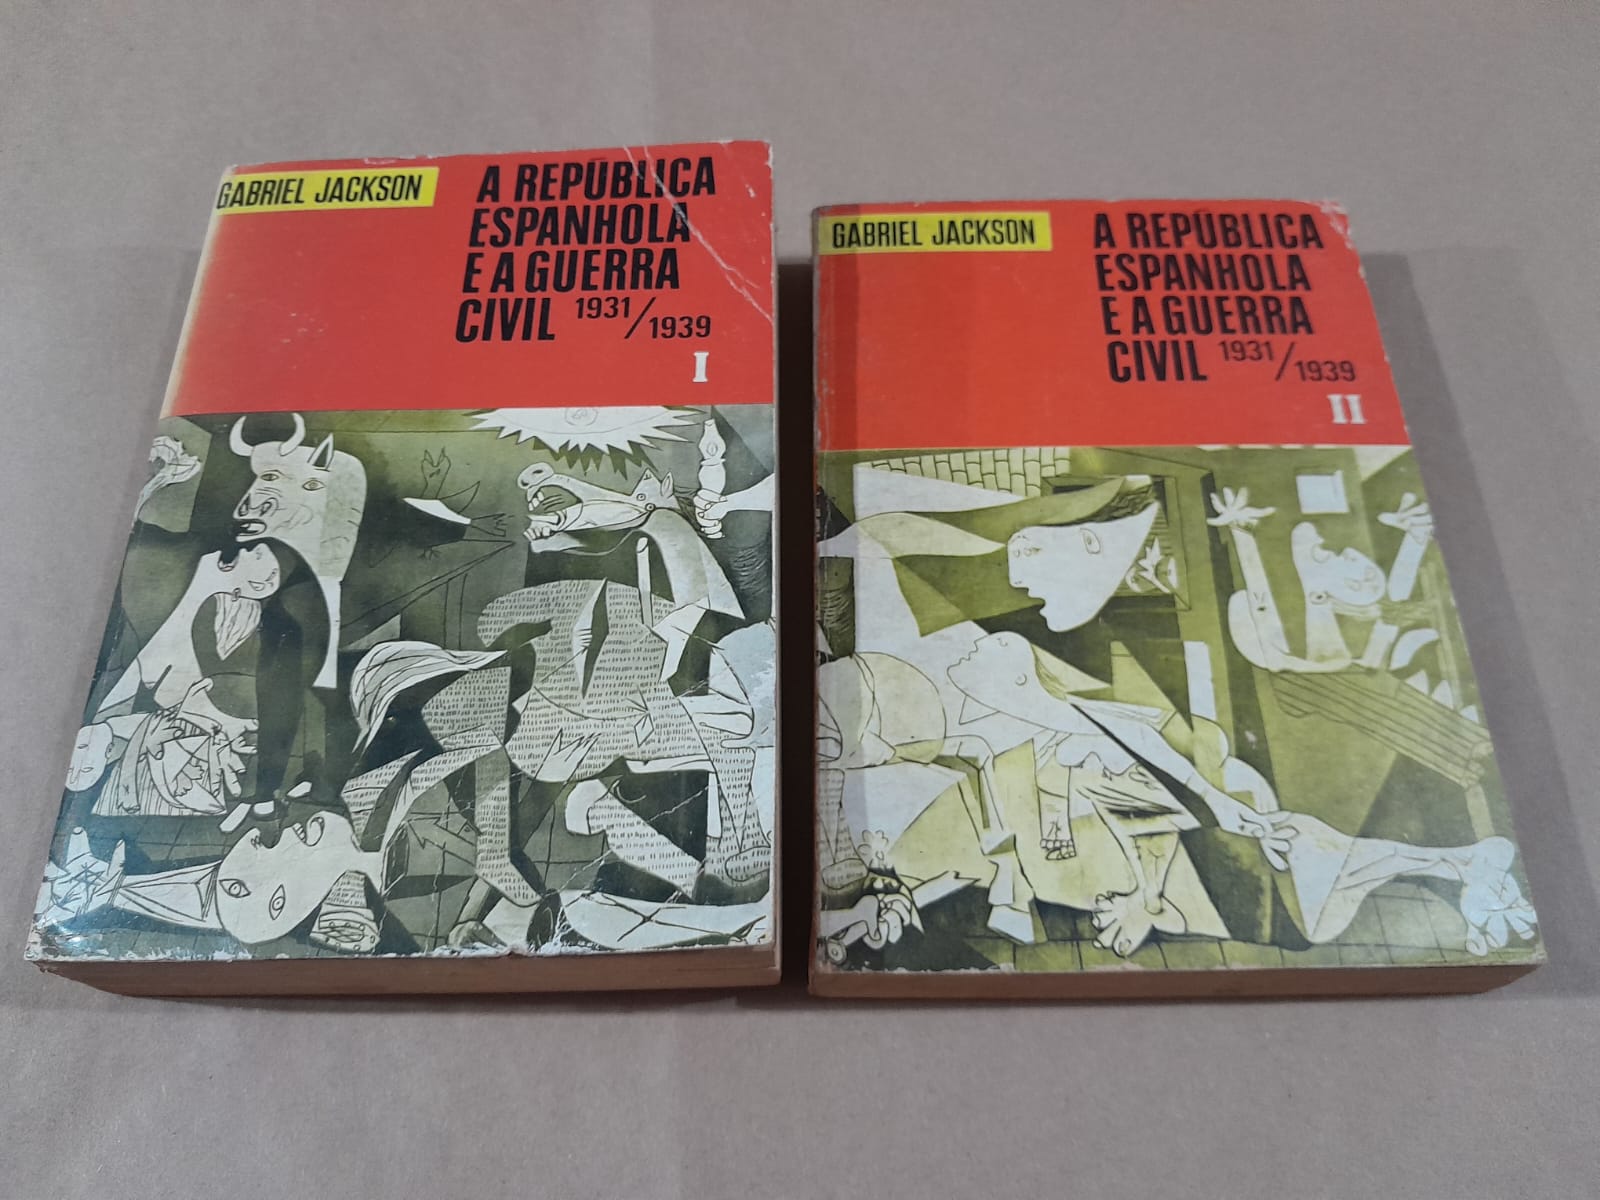 GABRIEL JACKSON
A REPÚBLICA
ESPANHOLA
E A GUERRA
CIVIL 1931/1939
I
GABRIEL JACKSON
A REPÚBLICA
ESPANHOLA
E A GUERRA
CIVIL 1931/1939
II